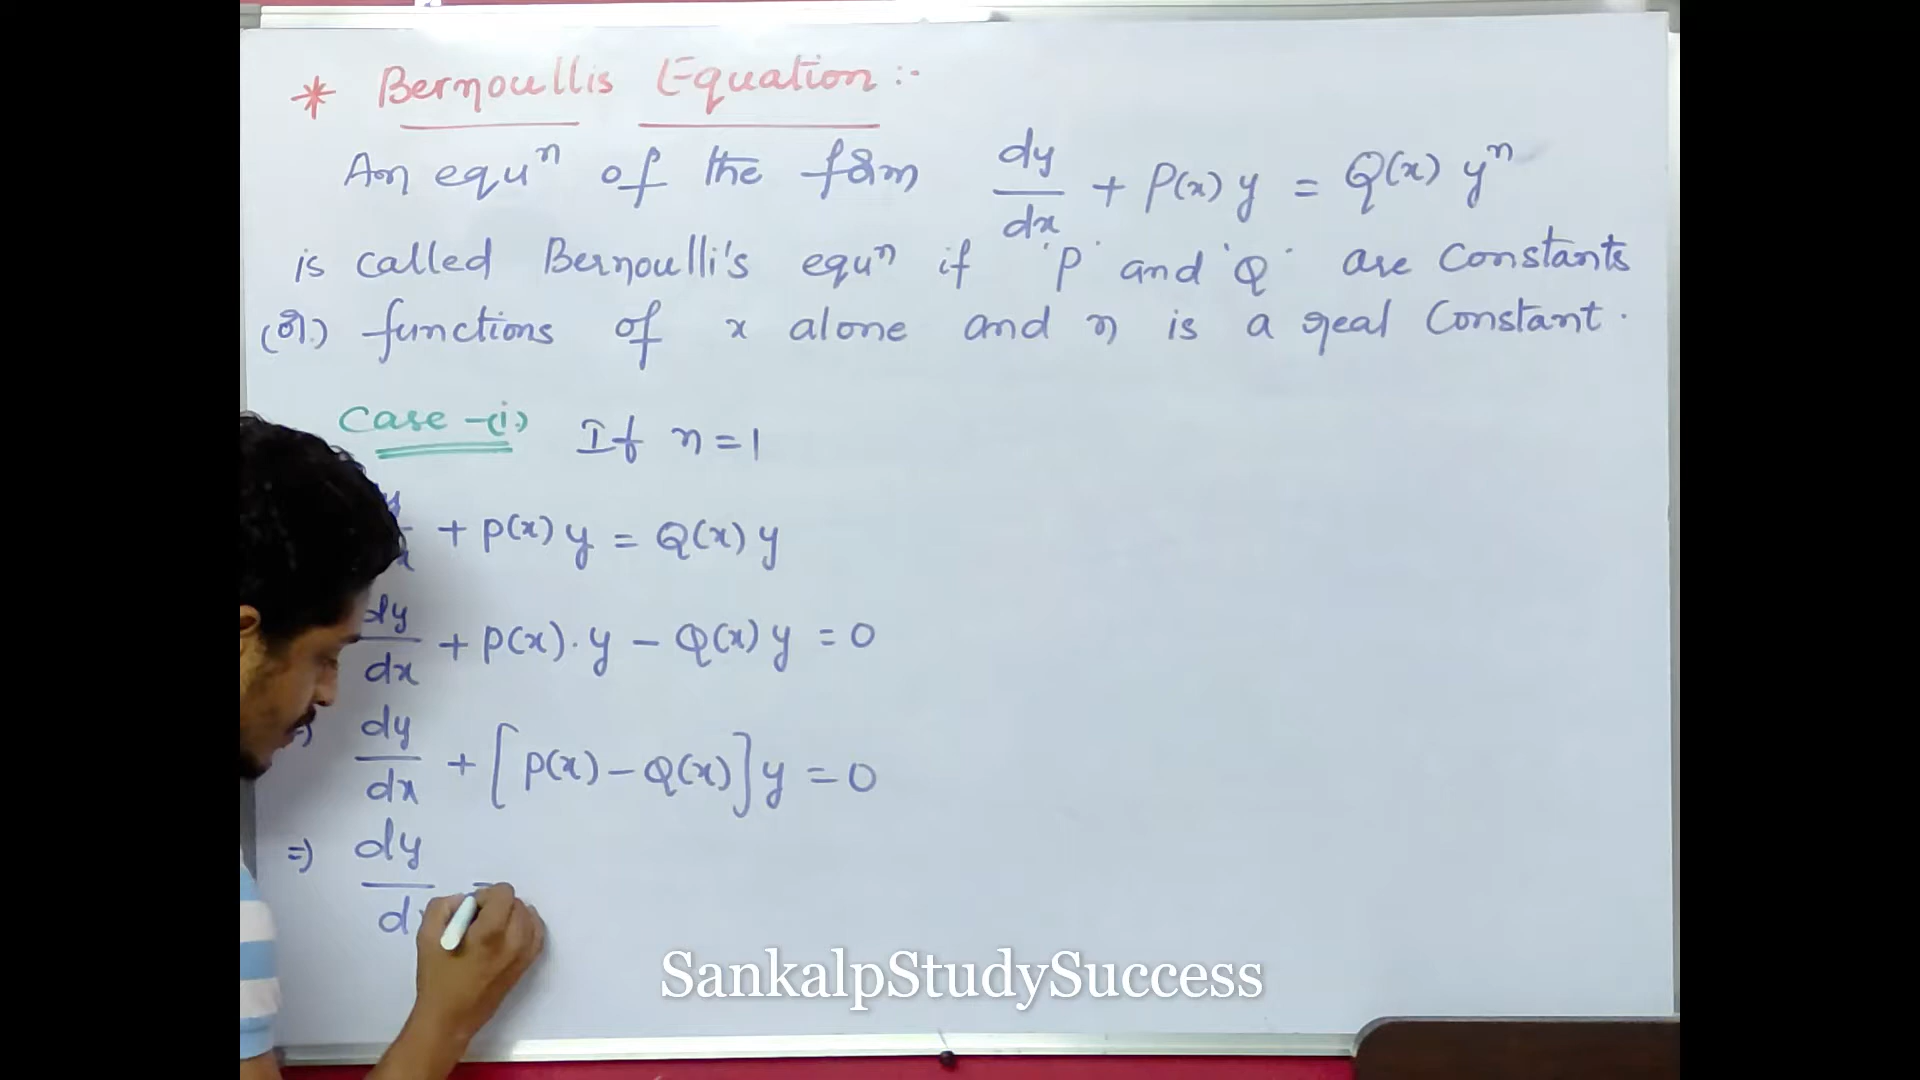 * Bernoullis Equation :-
An equⁿ of the form dy/dx + P(x) y = Q(x) yⁿ
is called Bernoulli's equⁿ if 'P' and 'Q' are constants
(or) functions of x alone and n is a real constant.
Case-(i) If n=1
+ P(x) y = Q(x) y
dy/dx + P(x). y − Q(x) y = 0
dy/dx + [P(x) − Q(x)] y = 0
=) dy/d =
SankalpStudySuccess